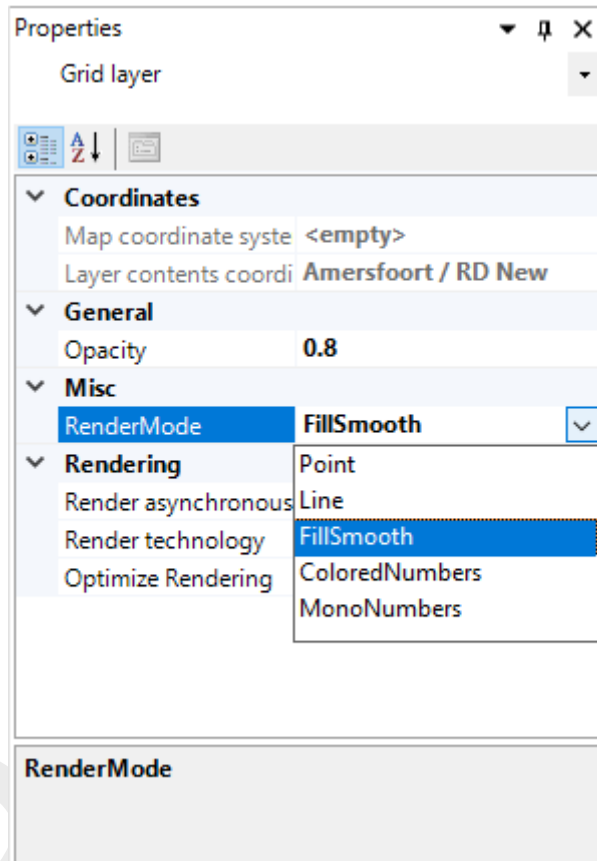 Properties
Grid layer
Coordinates
Map coordinate syste <empty>
Layer contents coordi Amersfoort / RD New
General
Opacity 0.8
Misc
RenderMode FillSmooth
Rendering Point
Render asynchronous Line
Render technology FillSmooth
Optimize Rendering ColoredNumbers
MonoNumbers
RenderMode